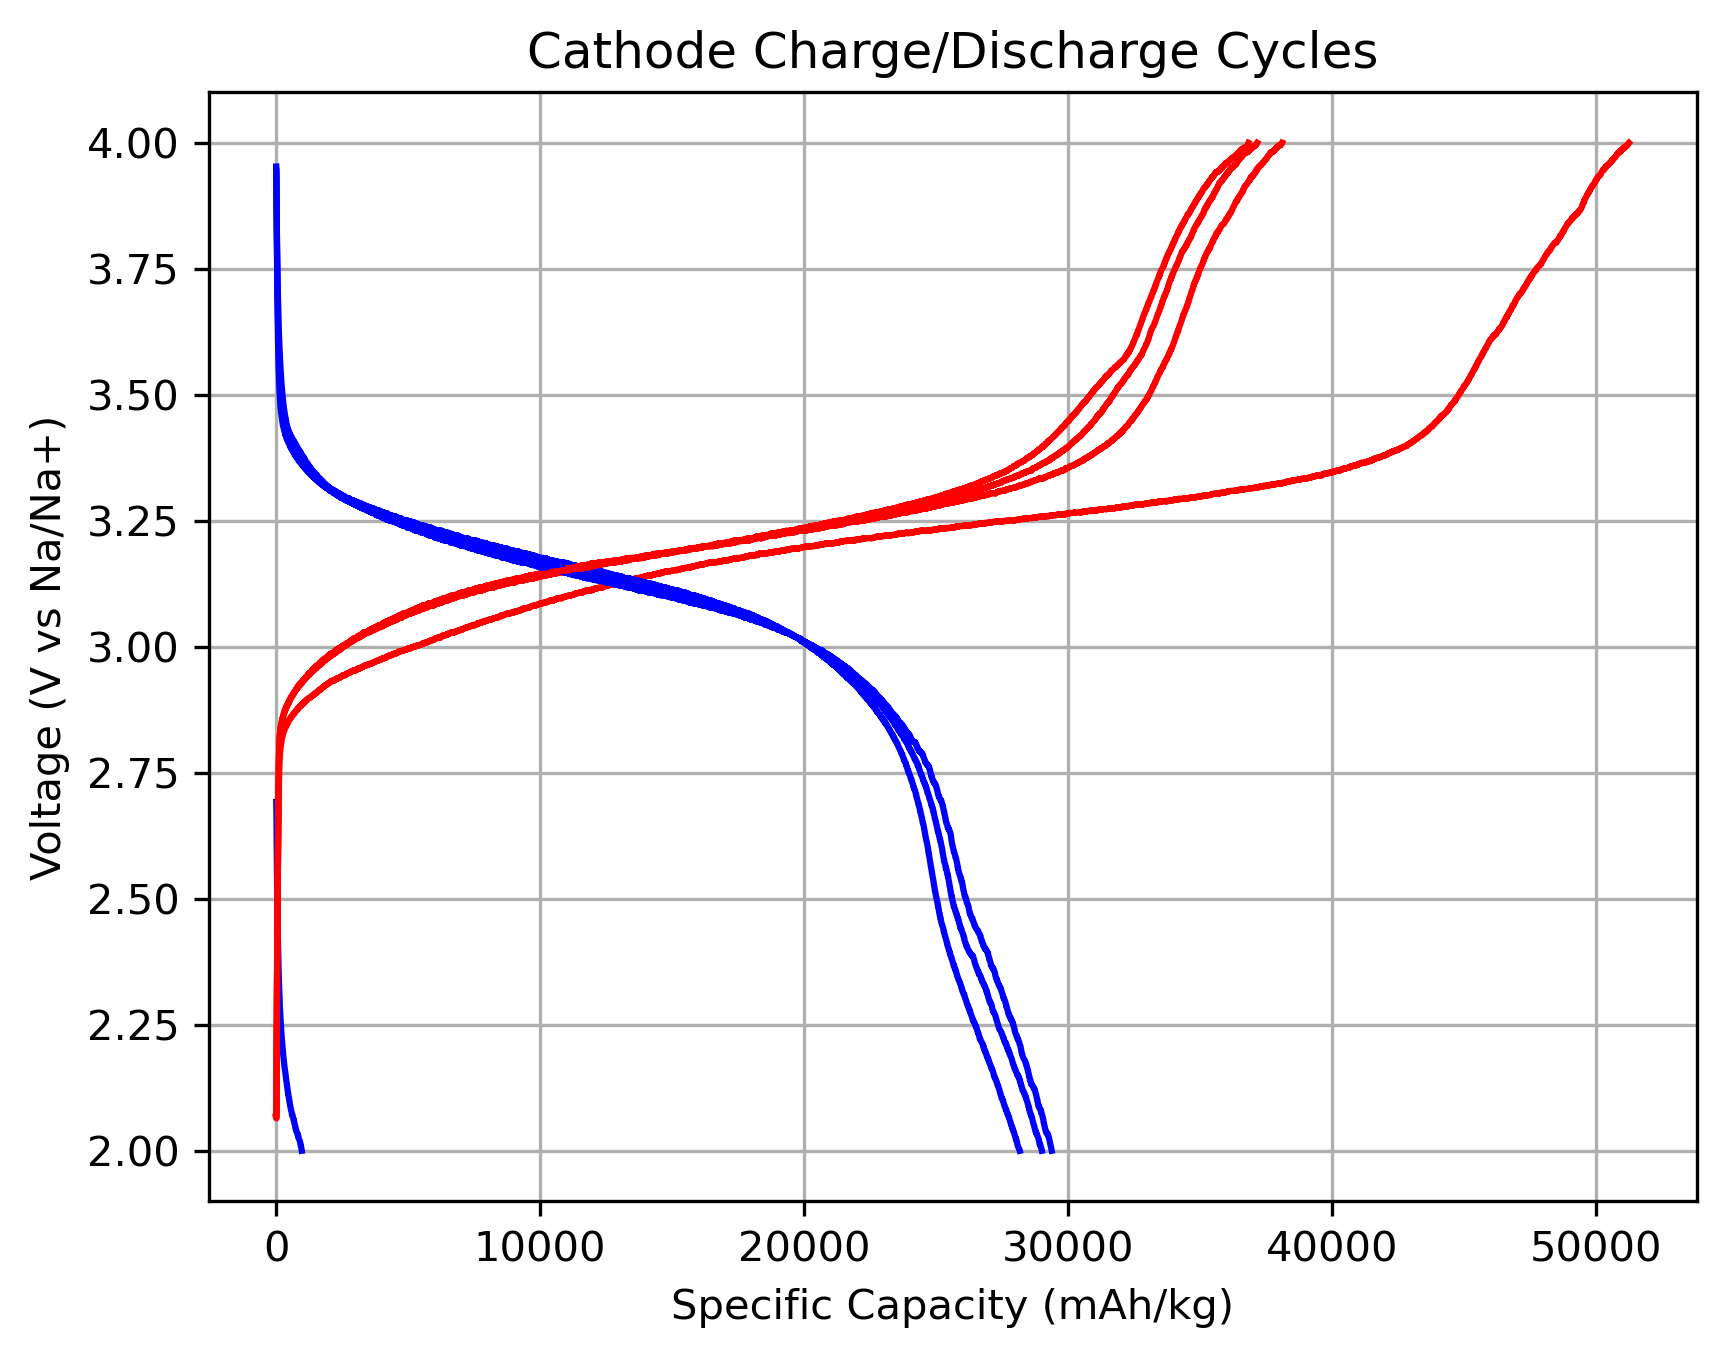 Cathode Charge/Discharge Cycles
Voltage (V vs Na/Na+)
4.00
3.75
3.50
3.25
3.00
2.75
2.50
2.25
2.00
0 10000 20000 30000 40000 50000
Specific Capacity (mAh/kg)